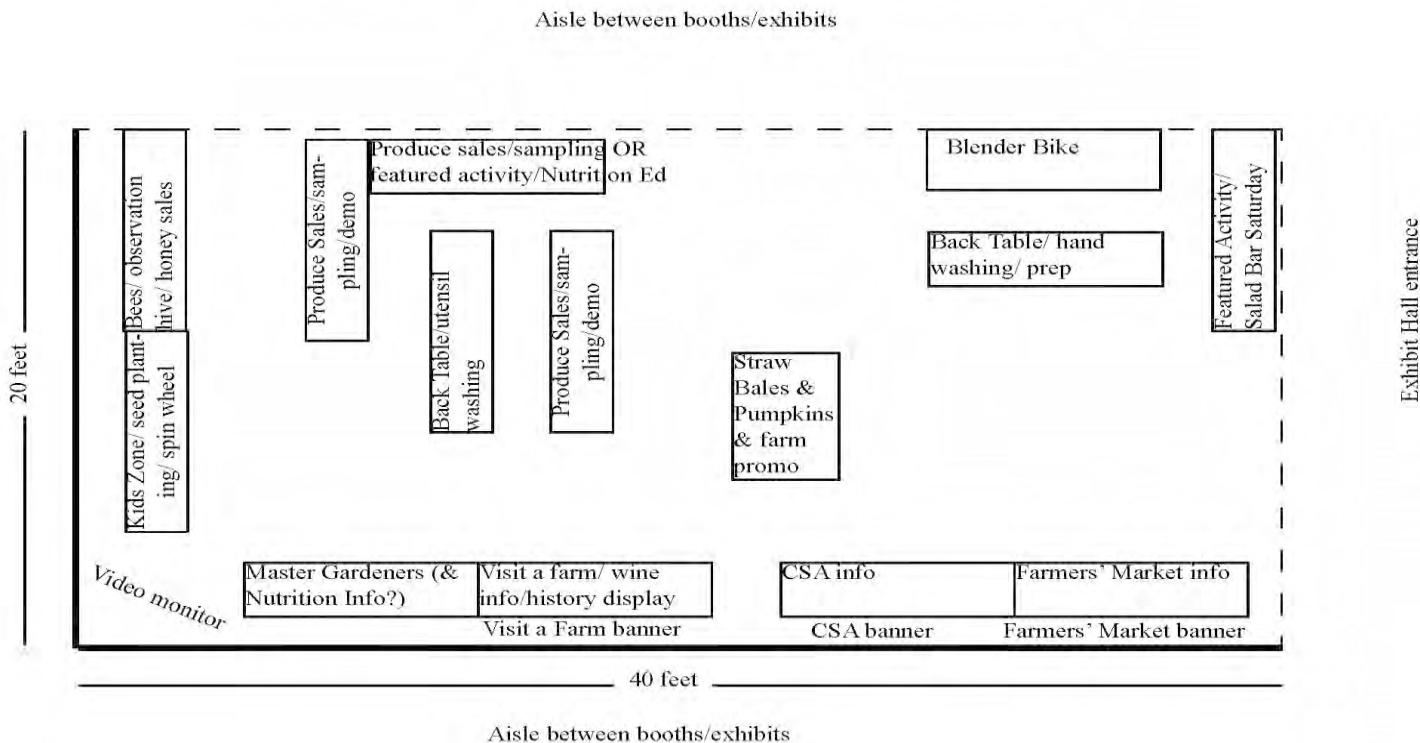 Aisle between booths/exhibits
20 feet
Bees/ observation
hive/ honey sales
Kids Zone/ seed plant-
ing/ spin wheel
Produce Sales/sam-
pling/demo
Produce sales/sampling OR
featured activity/Nutrit on Ed
Back Table/utensil
washing
Produce Sales/sam-
pling/demo
Blender Bike
Back Table/ hand
washing/ prep
Featured Activity/
Salad Bar Saturday
Exhibit Hall entrance
Straw
Bales &
Pumpkins
& farm
promo
Video monitor
Master Gardeners (&
Nutrition Info?)
Visit a farm/ wine
info/history display
Visit a Farm banner
CSA info
CSA banner
Farmers’ Market info
Farmers’ Market banner
40 feet
Aisle between booths/exhibits